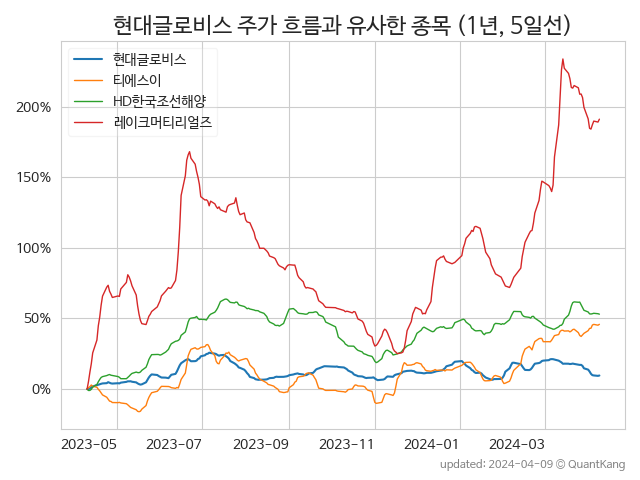 현대글로비스 주가 흐름과 유사한 종목 (1년, 5일선)
현대글로비스
티에스이
HD한국조선해양
레이크머티리얼즈
200%
150%
100%
50%
0%
2023-05 2023-07 2023-09 2023-11 2024-01 2024-03
updated: 2024-04-09 © QuantKang